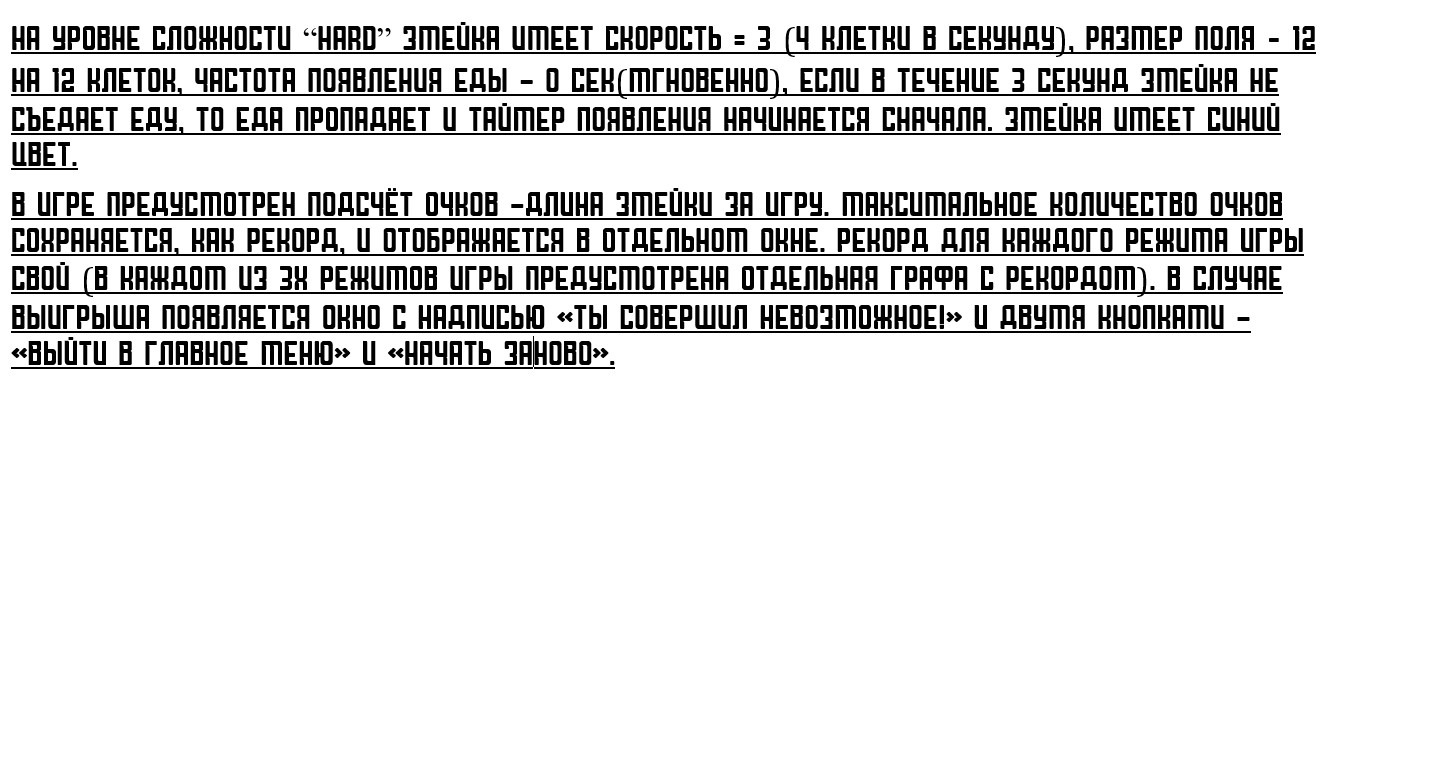 НА УРОВНЕ СЛОЖНОСТИ “HARD” ЗМЕЙКА ИМЕЕТ СКОРОСТЬ = 3 (4 КЛЕТКИ В СЕКУНДУ), РАЗМЕР ПОЛЯ - 12
НА 12 КЛЕТОК, ЧАСТОТА ПОЯВЛЕНИЯ ЕДЫ – 0 СЕК(МГНОВЕННО), ЕСЛИ В ТЕЧЕНИЕ 3 СЕКУНД ЗМЕЙКА НЕ
СЪЕДАЕТ ЕДУ, ТО ЕДА ПРОПАДАЕТ И ТАЙМЕР ПОЯВЛЕНИЯ НАЧИНАЕТСЯ СНАЧАЛА. ЗМЕЙКА ИМЕЕТ СИНИЙ
ЦВЕТ.
В ИГРЕ ПРЕДУСМОТРЕН ПОДСЧЁТ ОЧКОВ –ДЛИНА ЗМЕЙКИ ЗА ИГРУ. МАКСИМАЛЬНОЕ КОЛИЧЕСТВО ОЧКОВ
СОХРАНЯЕТСЯ, КАК РЕКОРД, И ОТОБРАЖАЕТСЯ В ОТДЕЛЬНОМ ОКНЕ. РЕКОРД ДЛЯ КАЖДОГО РЕЖИМА ИГРЫ
СВОЙ (В КАЖДОМ ИЗ 3Х РЕЖИМОВ ИГРЫ ПРЕДУСМОТРЕНА ОТДЕЛЬНАЯ ГРАФА С РЕКОРДОМ). В СЛУЧАЕ
ВЫИГРЫША ПОЯВЛЯЕТСЯ ОКНО С НАДПИСЬЮ «ТЫ СОВЕРШИЛ НЕВОЗМОЖНОЕ!» И ДВУМЯ КНОПКАМИ –
«ВЫЙТИ В ГЛАВНОЕ МЕНЮ» И «НАЧАТЬ ЗАНОВО».